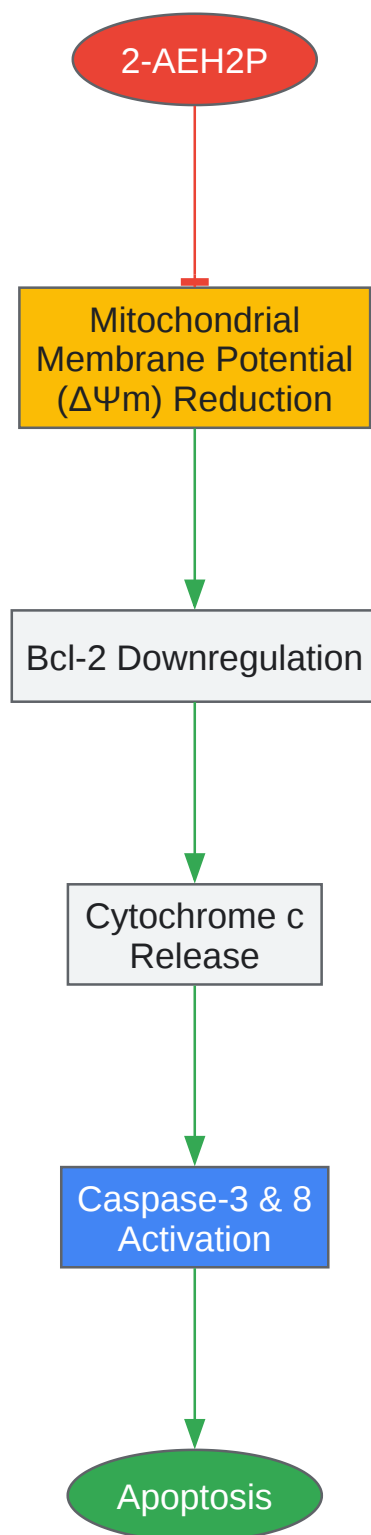 2-AEH2P
Mitochondrial
Membrane Potential
(ΔΨm) Reduction
Bcl-2 Downregulation
Cytochrome c
Release
Caspase-3 & 8
Activation
Apoptosis